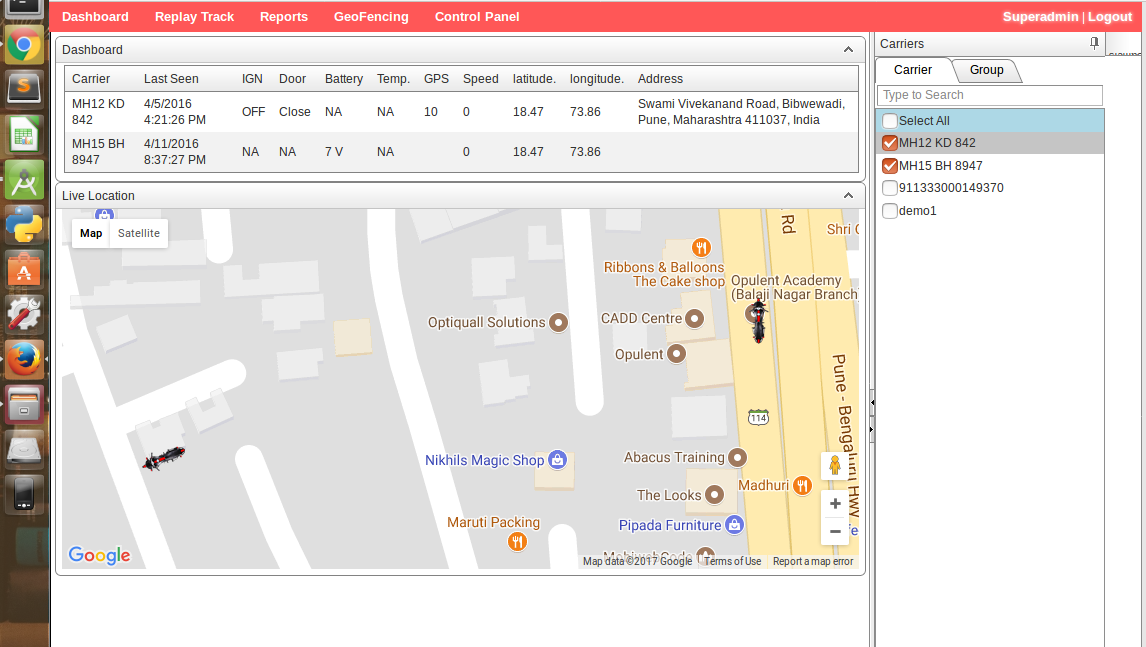 Dashboard Replay Track Reports GeoFencing Control Panel Superadmin | Logout
Dashboard
Carrier Last Seen IGN Door Battery Temp. GPS Speed latitude. longitude. Address
MH12 KD 842 4/5/2016 4:21:26 PM OFF Close NA NA 10 0 18.47 73.86 Swami Vivekanand Road, Bibwewadi, Pune, Maharashtra 411037, India
MH15 BH 8947 4/11/2016 8:37:27 PM NA NA 7 V NA 0 18.47 73.86
Live Location
Map Satellite
Rd
Shri
Ribbons & Balloons
The Cake shop
Opulent Academy
(Balaji Nagar Branch
Optiquall Solutions
CADD Centre
Opulent
Pune - Bengaluru Hwy
114
Nikhils Magic Shop
Abacus Training
Madhuri
The Looks
Maruti Packing
Pipada Furniture
+
−
Google
Map data ©2017 Google Terms of Use Report a map error
Carriers
Carrier Group
Type to Search
Select All
MH12 KD 842
MH15 BH 8947
911333000149370
demo1